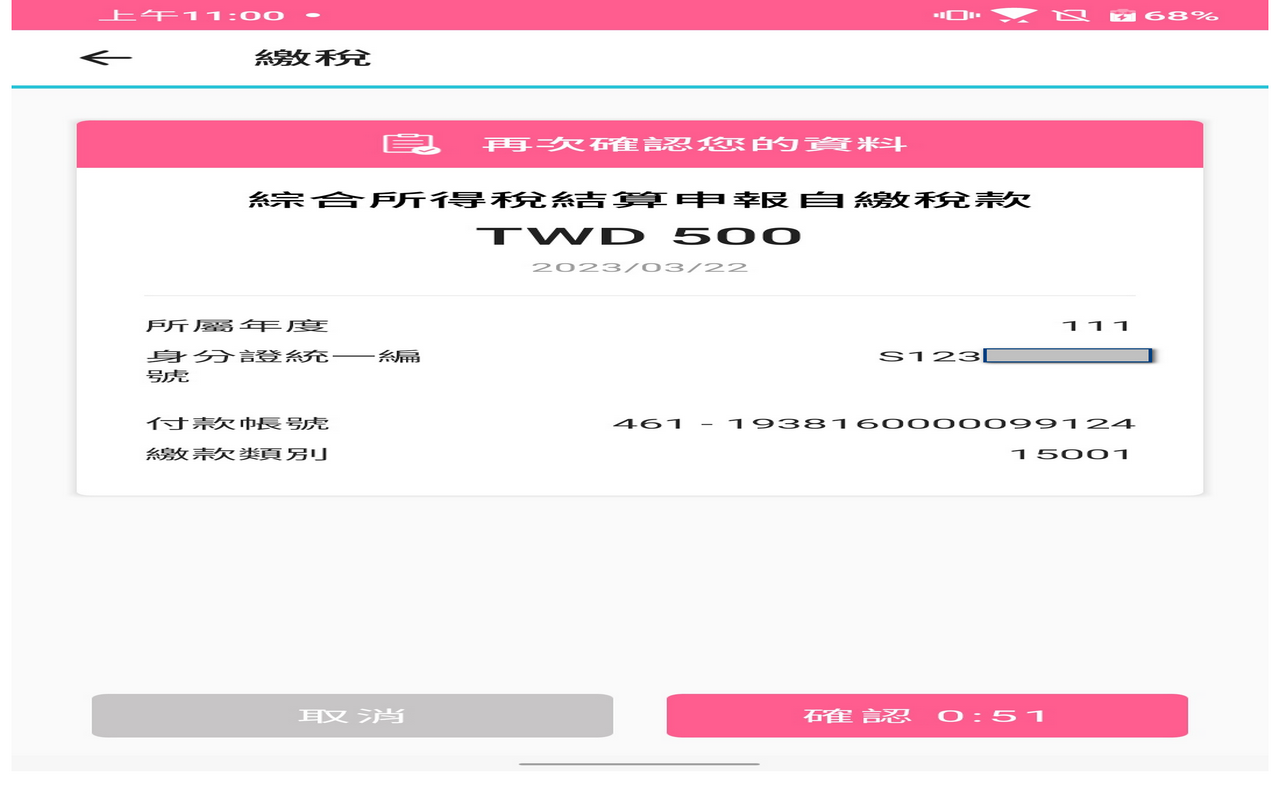 上午11:00
68%
繳稅
再次確認您的資料
綜合所得稅結算申報自繳稅款
TWD 500
2023/03/22
所屬年度 111
身分證統一編 S123
號
付款帳號 461 - 1938160000099124
繳款類別 15001
取消
確認 0:51